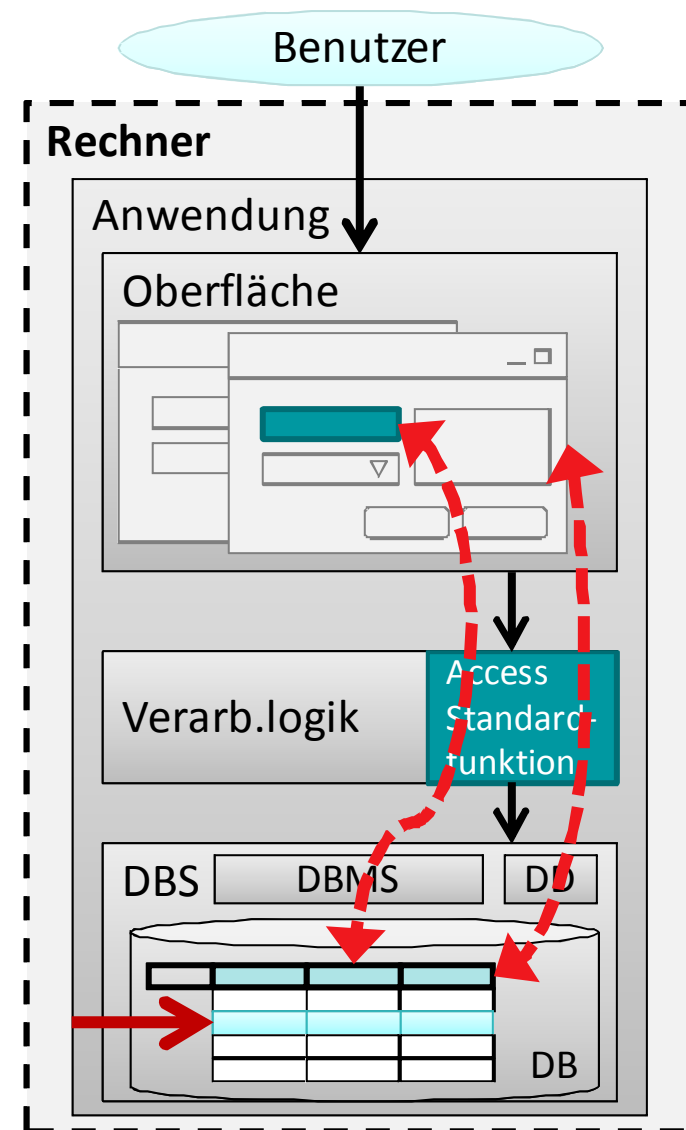 Benutzer
Rechner
Anwendung
Oberfläche
Verarb.logik
Access
Standard-
funktion
DBS
DBMS
DD
DB